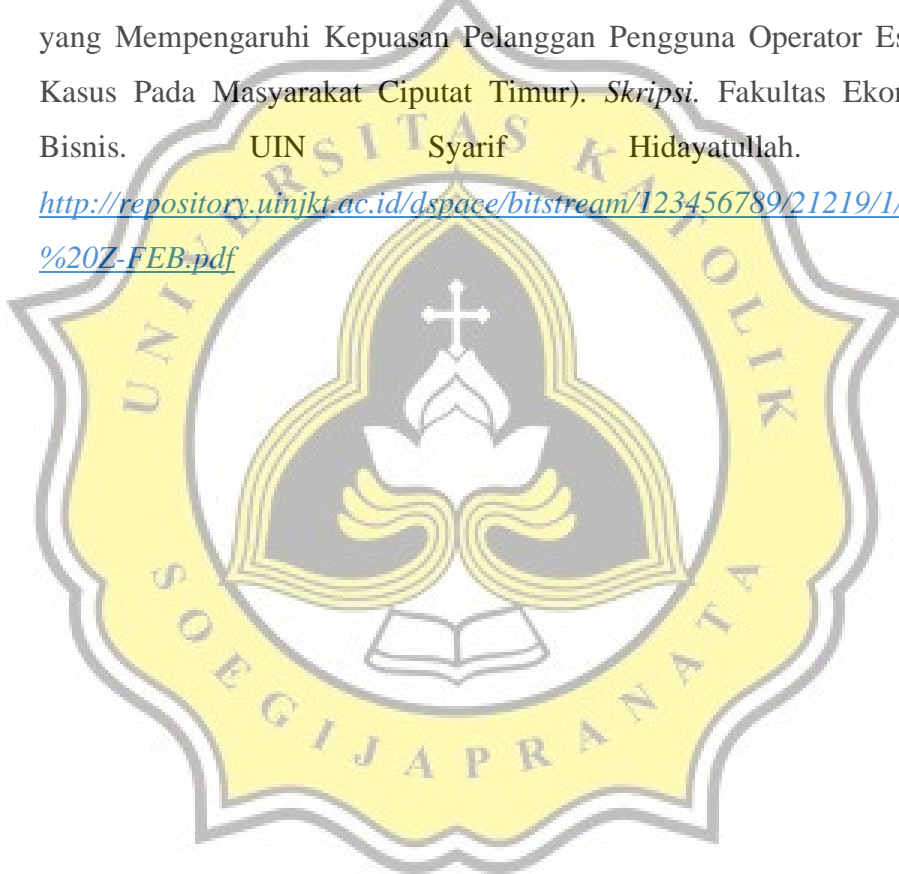 yang Mempengaruhi Kepuasan Pelanggan Pengguna Operator Es
Kasus Pada Masyarakat Ciputat Timur). Skripsi. Fakultas Ekor
Bisnis. UIN Syarif Hidayatullah.
http://repository.uinjkt.ac.id/dspace/bitstream/123456789/21219/1/
%20Z-FEB.pdf
UNIVERSITAS KATOLIK
SOEGIJAPRANATA